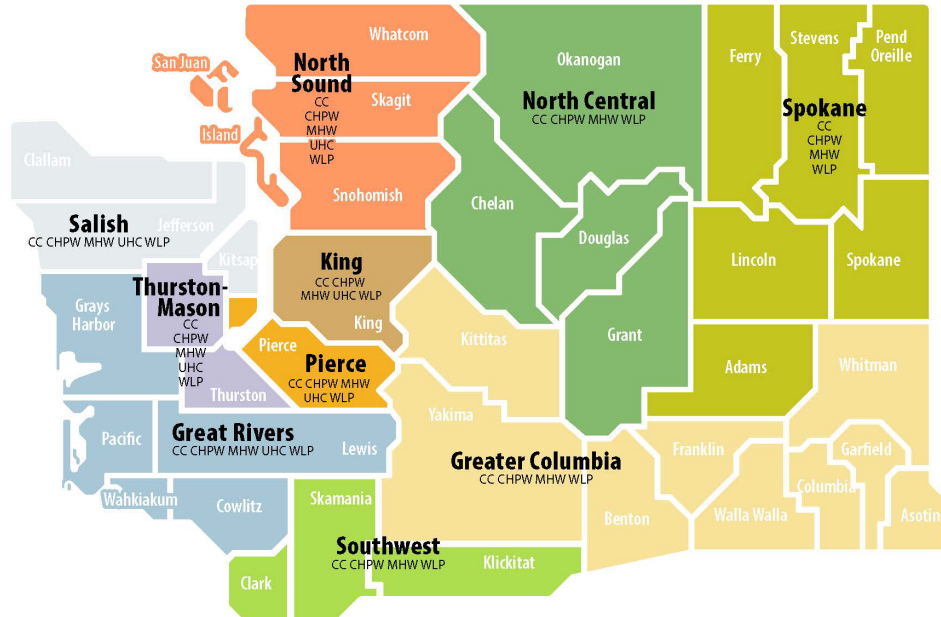 Whatcom
San Juan
North
Sound
CC
CHPW
MHW
UHC
WLP
Skagit
Island
Snohomish
Okanogan
North Central
CC CHPW MHW WLP
Chelan
Douglas
Grant
Ferry
Stevens
Pend
Oreille
Spokane
CC
CHPW
MHW
WLP
Lincoln
Spokane
Adams
Clallam
Jefferson
Salish
CC CHPW MHW UHC WLP
Kitsap
King
CC CHPW
MHW UHC WLP
King
Grays
Harbor
Thurston-
Mason
CC
CHPW
MHW
UHC
WLP
Thurston
Pierce
Pierce
CC CHPW MHW
UHC WLP
Kittitas
Yakima
Whitman
Pacific
Great Rivers
CC CHPW MHW UHC WLP
Lewis
Wahkiakum
Cowlitz
Greater Columbia
CC CHPW MHW WLP
Franklin
Garfield
Benton
Walla Walla
Columbia
Asotin
Skamania
Southwest
CC CHPW MHW WLP
Klickitat
Clark